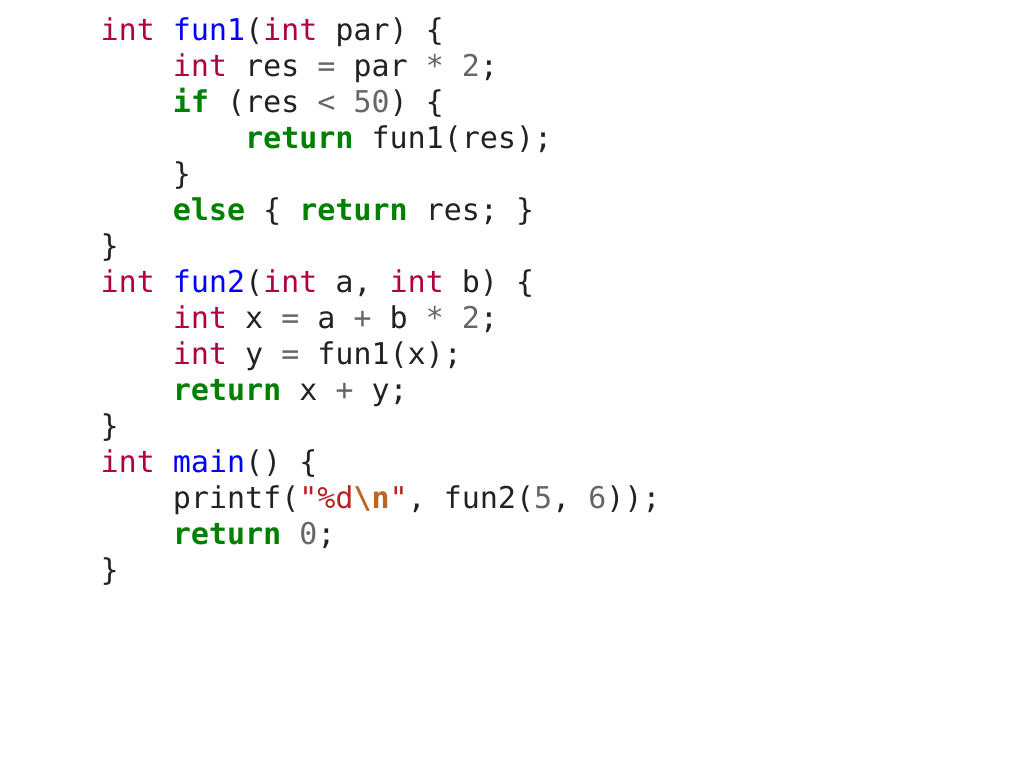 int fun1(int par) {
    int res = par * 2;
    if (res < 50) {
        return fun1(res);
    }
    else { return res; }
}
int fun2(int a, int b) {
    int x = a + b * 2;
    int y = fun1(x);
    return x + y;
}
int main() {
    printf("%d\n", fun2(5, 6));
    return 0;
}